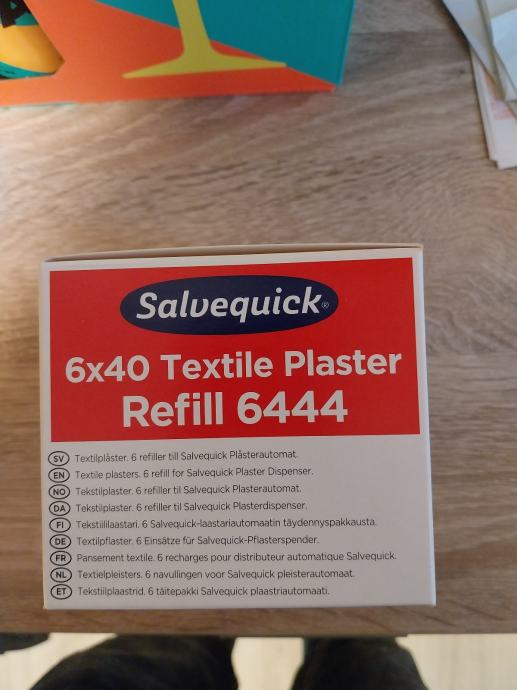 Salvequick®
6x40 Textile Plaster
Refill 6444
SV Textilplåster. 6 refiller till Salvequick Plåsterautomat.
EN Textile plasters. 6 refill for Salvequick Plaster Dispenser.
NO Tekstilplaster. 6 refiller til Salvequick Plasterautomat.
DA Tekstilplaster. 6 refiller til Salvequick Plasterdispenser.
FI Tekstiililaastari. 6 Salvequick-laastariautomaatin täydennyspakkausta.
DE Textilpflaster. 6 Einsätze für Salvequick-Pflasterspender.
FR Pansement textile. 6 recharges pour distributeur automatique Salvequick.
NL Textielpleisters. 6 navullingen voor Salvequick pleisterautomaat.
ET Tekstiilplaastrid. 6 täitepakki Salvequick plaastriautomaati.